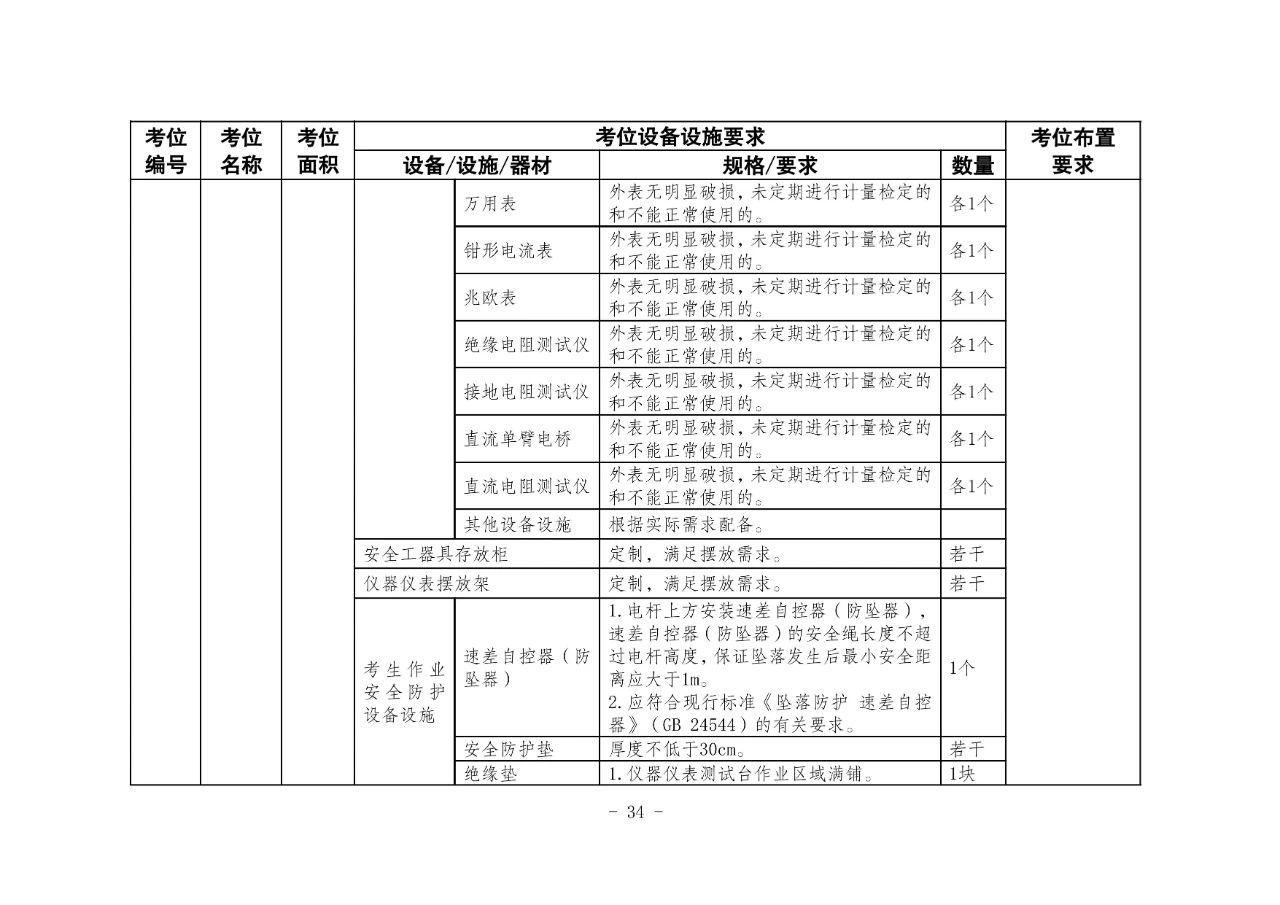 考位
编号
考位
名称
考位
面积
考位设备设施要求
考位布置
要求
设备/设施/器材
规格/要求
数量
万用表
外表无明显破损，未定期进行计量检定的
和不能正常使用的。
各1个
钳形电流表
外表无明显破损，未定期进行计量检定的
和不能正常使用的。
各1个
兆欧表
外表无明显破损，未定期进行计量检定的
和不能正常使用的。
各1个
绝缘电阻测试仪
外表无明显破损，未定期进行计量检定的
和不能正常使用的。
各1个
接地电阻测试仪
外表无明显破损，未定期进行计量检定的
和不能正常使用的。
各1个
直流单臂电桥
外表无明显破损，未定期进行计量检定的
和不能正常使用的。
各1个
直流电阻测试仪
外表无明显破损，未定期进行计量检定的
和不能正常使用的。
各1个
其他设备设施
根据实际需求配备。
安全工器具存放柜
定制，满足摆放需求。
若干
仪器仪表摆放架
定制，满足摆放需求。
若干
考生作业
安全防护
设备设施
速差自控器（防
坠器）
1.电杆上方安装速差自控器（防坠器），
速差自控器（防坠器）的安全绳长度不超
过电杆高度，保证坠落发生后最小安全距
离应大于1m。
2.应符合现行标准《坠落防护 速差自控
器》（GB 24544）的有关要求。
1个
安全防护垫
厚度不低于30cm。
若干
绝缘垫
1.仪器仪表测试台作业区域满铺。
1块
- 34 -